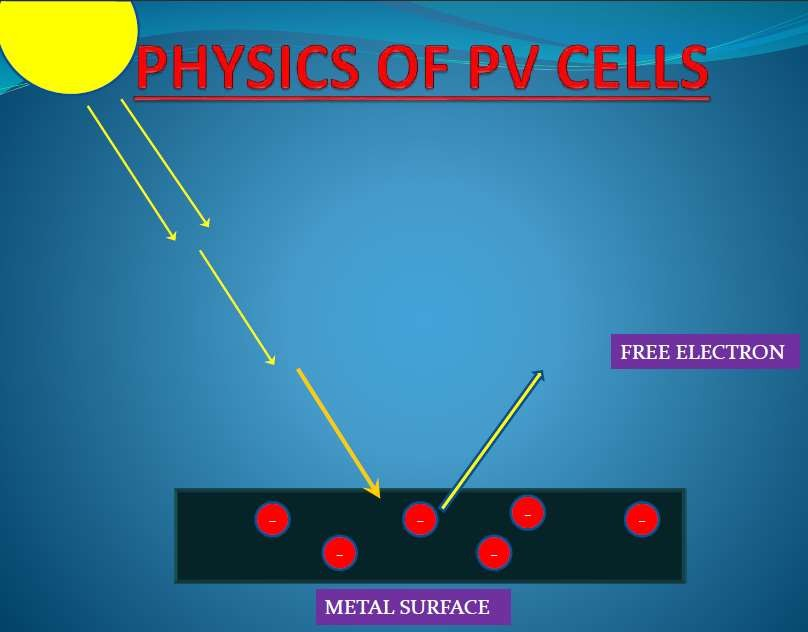 PHYSICS OF PV CELLS
FREE ELECTRON
–
–
–
–
–
–
METAL SURFACE